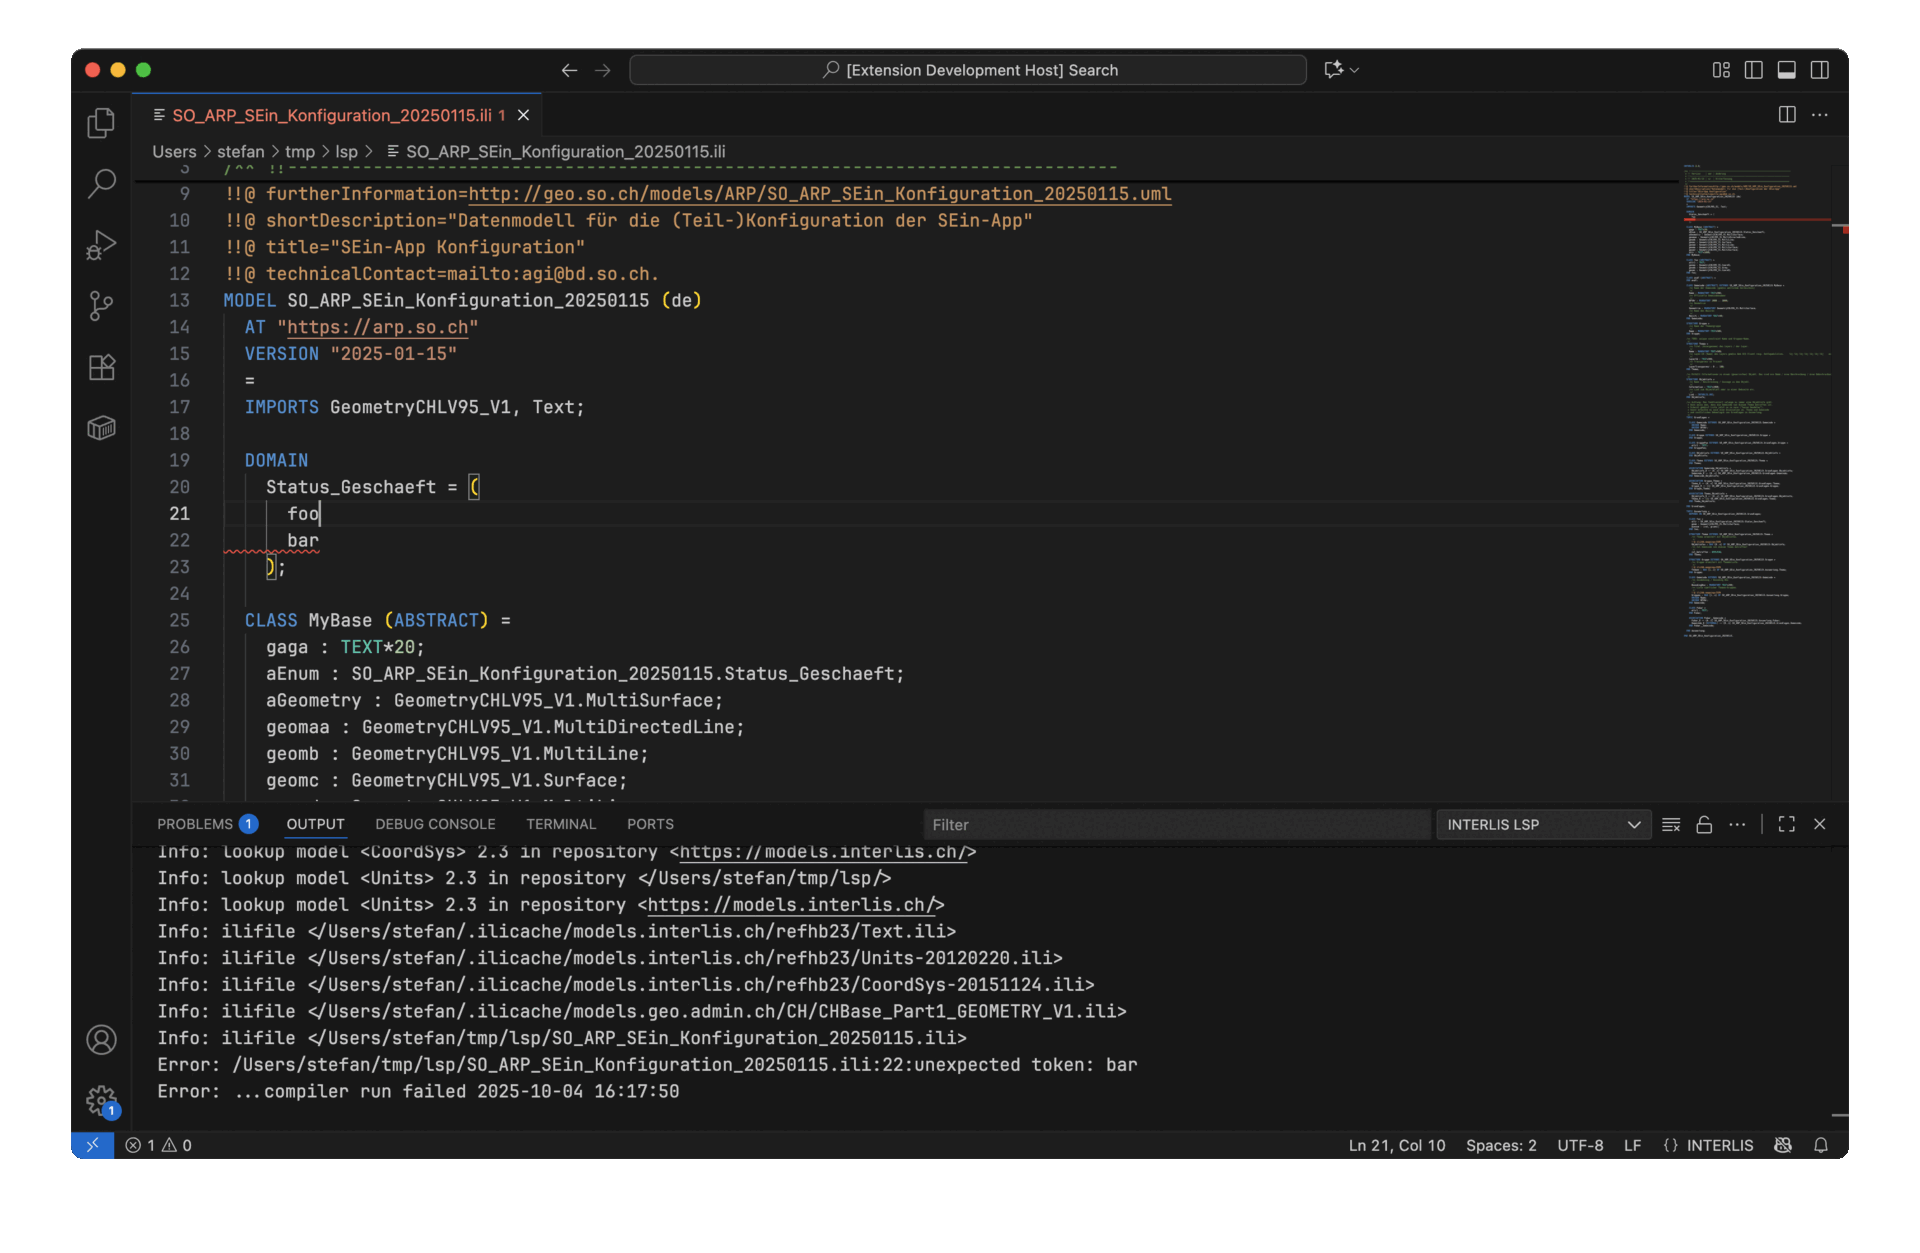 [Extension Development Host] Search
SO_ARP_SEin_Konfiguration_20250115.ili 1
Users > stefan > tmp > lsp > SO_ARP_SEin_Konfiguration_20250115.ili
9 !!@ furtherInformation=http://geo.so.ch/models/ARP/SO_ARP_SEin_Konfiguration_20250115.uml
10 !!@ shortDescription="Datenmodell für die (Teil-)Konfiguration der SEin-App"
11 !!@ title="SEin-App Konfiguration"
12 !!@ technicalContact=mailto:agi@bd.so.ch.
13 MODEL SO_ARP_SEin_Konfiguration_20250115 (de)
14 AT "https://arp.so.ch"
15 VERSION "2025-01-15"
16 =
17 IMPORTS GeometryCHLV95_V1, Text;
18
19 DOMAIN
20 Status_Geschaeft = (
21 foo
22 bar
23 );
24
25 CLASS MyBase (ABSTRACT) =
26 gaga : TEXT*20;
27 aEnum : SO_ARP_SEin_Konfiguration_20250115.Status_Geschaeft;
28 aGeometry : GeometryCHLV95_V1.MultiSurface;
29 geomaa : GeometryCHLV95_V1.MultiDirectedLine;
30 geomb : GeometryCHLV95_V1.MultiLine;
31 geomc : GeometryCHLV95_V1.Surface;
PROBLEMS 1 OUTPUT DEBUG CONSOLE TERMINAL PORTS Filter INTERLIS LSP
Info: lookup model <CoordSys> 2.3 in repository <https://models.interlis.ch/>
Info: lookup model <Units> 2.3 in repository </Users/stefan/tmp/lsp/>
Info: lookup model <Units> 2.3 in repository <https://models.interlis.ch/>
Info: ilifile </Users/stefan/.ilicache/models.interlis.ch/refhb23/Text.ili>
Info: ilifile </Users/stefan/.ilicache/models.interlis.ch/refhb23/Units-20120220.ili>
Info: ilifile </Users/stefan/.ilicache/models.interlis.ch/refhb23/CoordSys-20151124.ili>
Info: ilifile </Users/stefan/.ilicache/models.geo.admin.ch/CH/CHBase_Part1_GEOMETRY_V1.ili>
Info: ilifile </Users/stefan/tmp/lsp/SO_ARP_SEin_Konfiguration_20250115.ili>
Error: /Users/stefan/tmp/lsp/SO_ARP_SEin_Konfiguration_20250115.ili:22:unexpected token: bar
Error: ...compiler run failed 2025-10-04 16:17:50
1
1 0 Ln 21, Col 10 Spaces: 2 UTF-8 LF {} INTERLIS